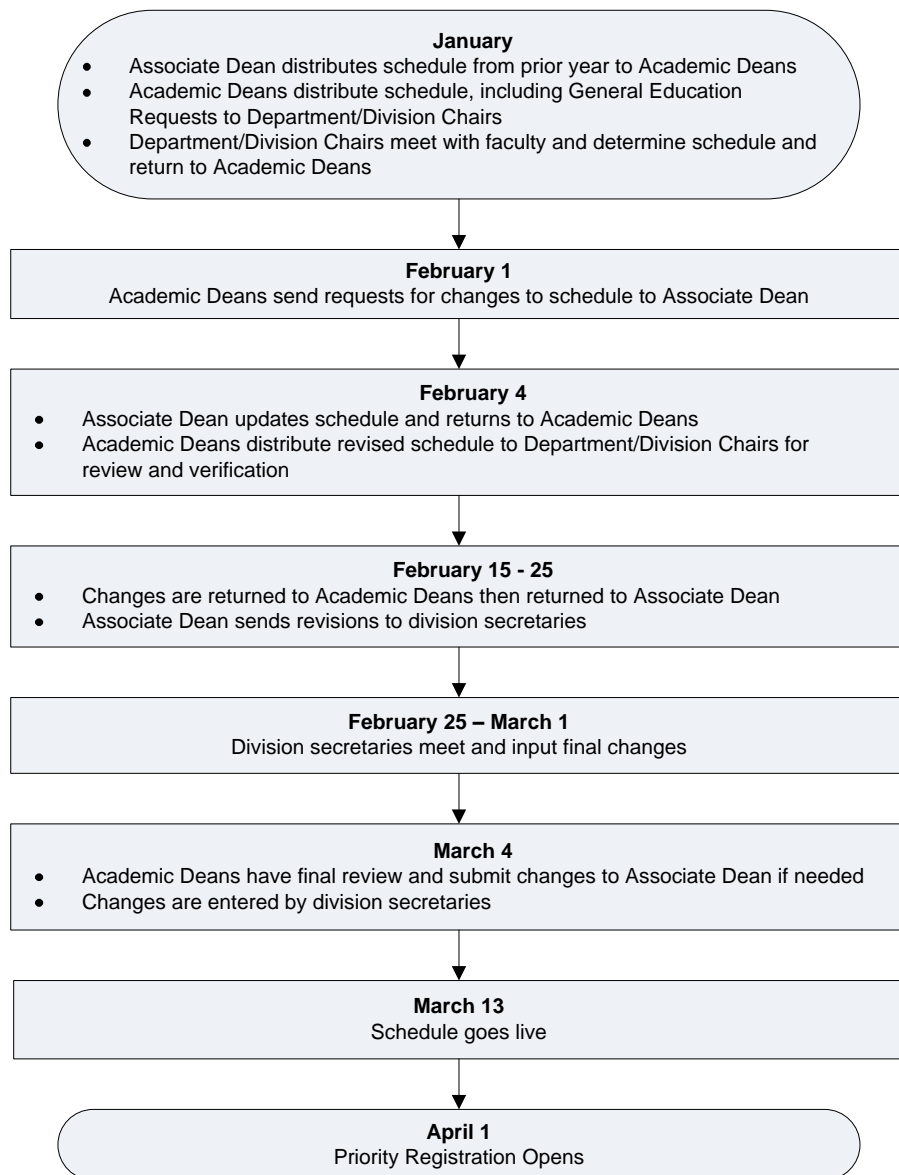 January
• Associate Dean distributes schedule from prior year to Academic Deans
• Academic Deans distribute schedule, including General Education
Requests to Department/Division Chairs
• Department/Division Chairs meet with faculty and determine schedule and
return to Academic Deans
February 1
Academic Deans send requests for changes to schedule to Associate Dean
February 4
• Associate Dean updates schedule and returns to Academic Deans
• Academic Deans distribute revised schedule to Department/Division Chairs for
review and verification
February 15 - 25
• Changes are returned to Academic Deans then returned to Associate Dean
• Associate Dean sends revisions to division secretaries
February 25 – March 1
Division secretaries meet and input final changes
March 4
• Academic Deans have final review and submit changes to Associate Dean if needed
• Changes are entered by division secretaries
March 13
Schedule goes live
April 1
Priority Registration Opens